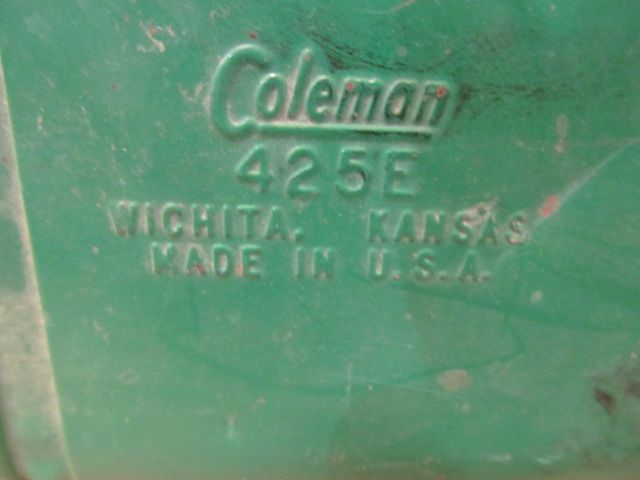 Coleman
425E
WICHITA, KANSAS
MADE IN U.S.A.